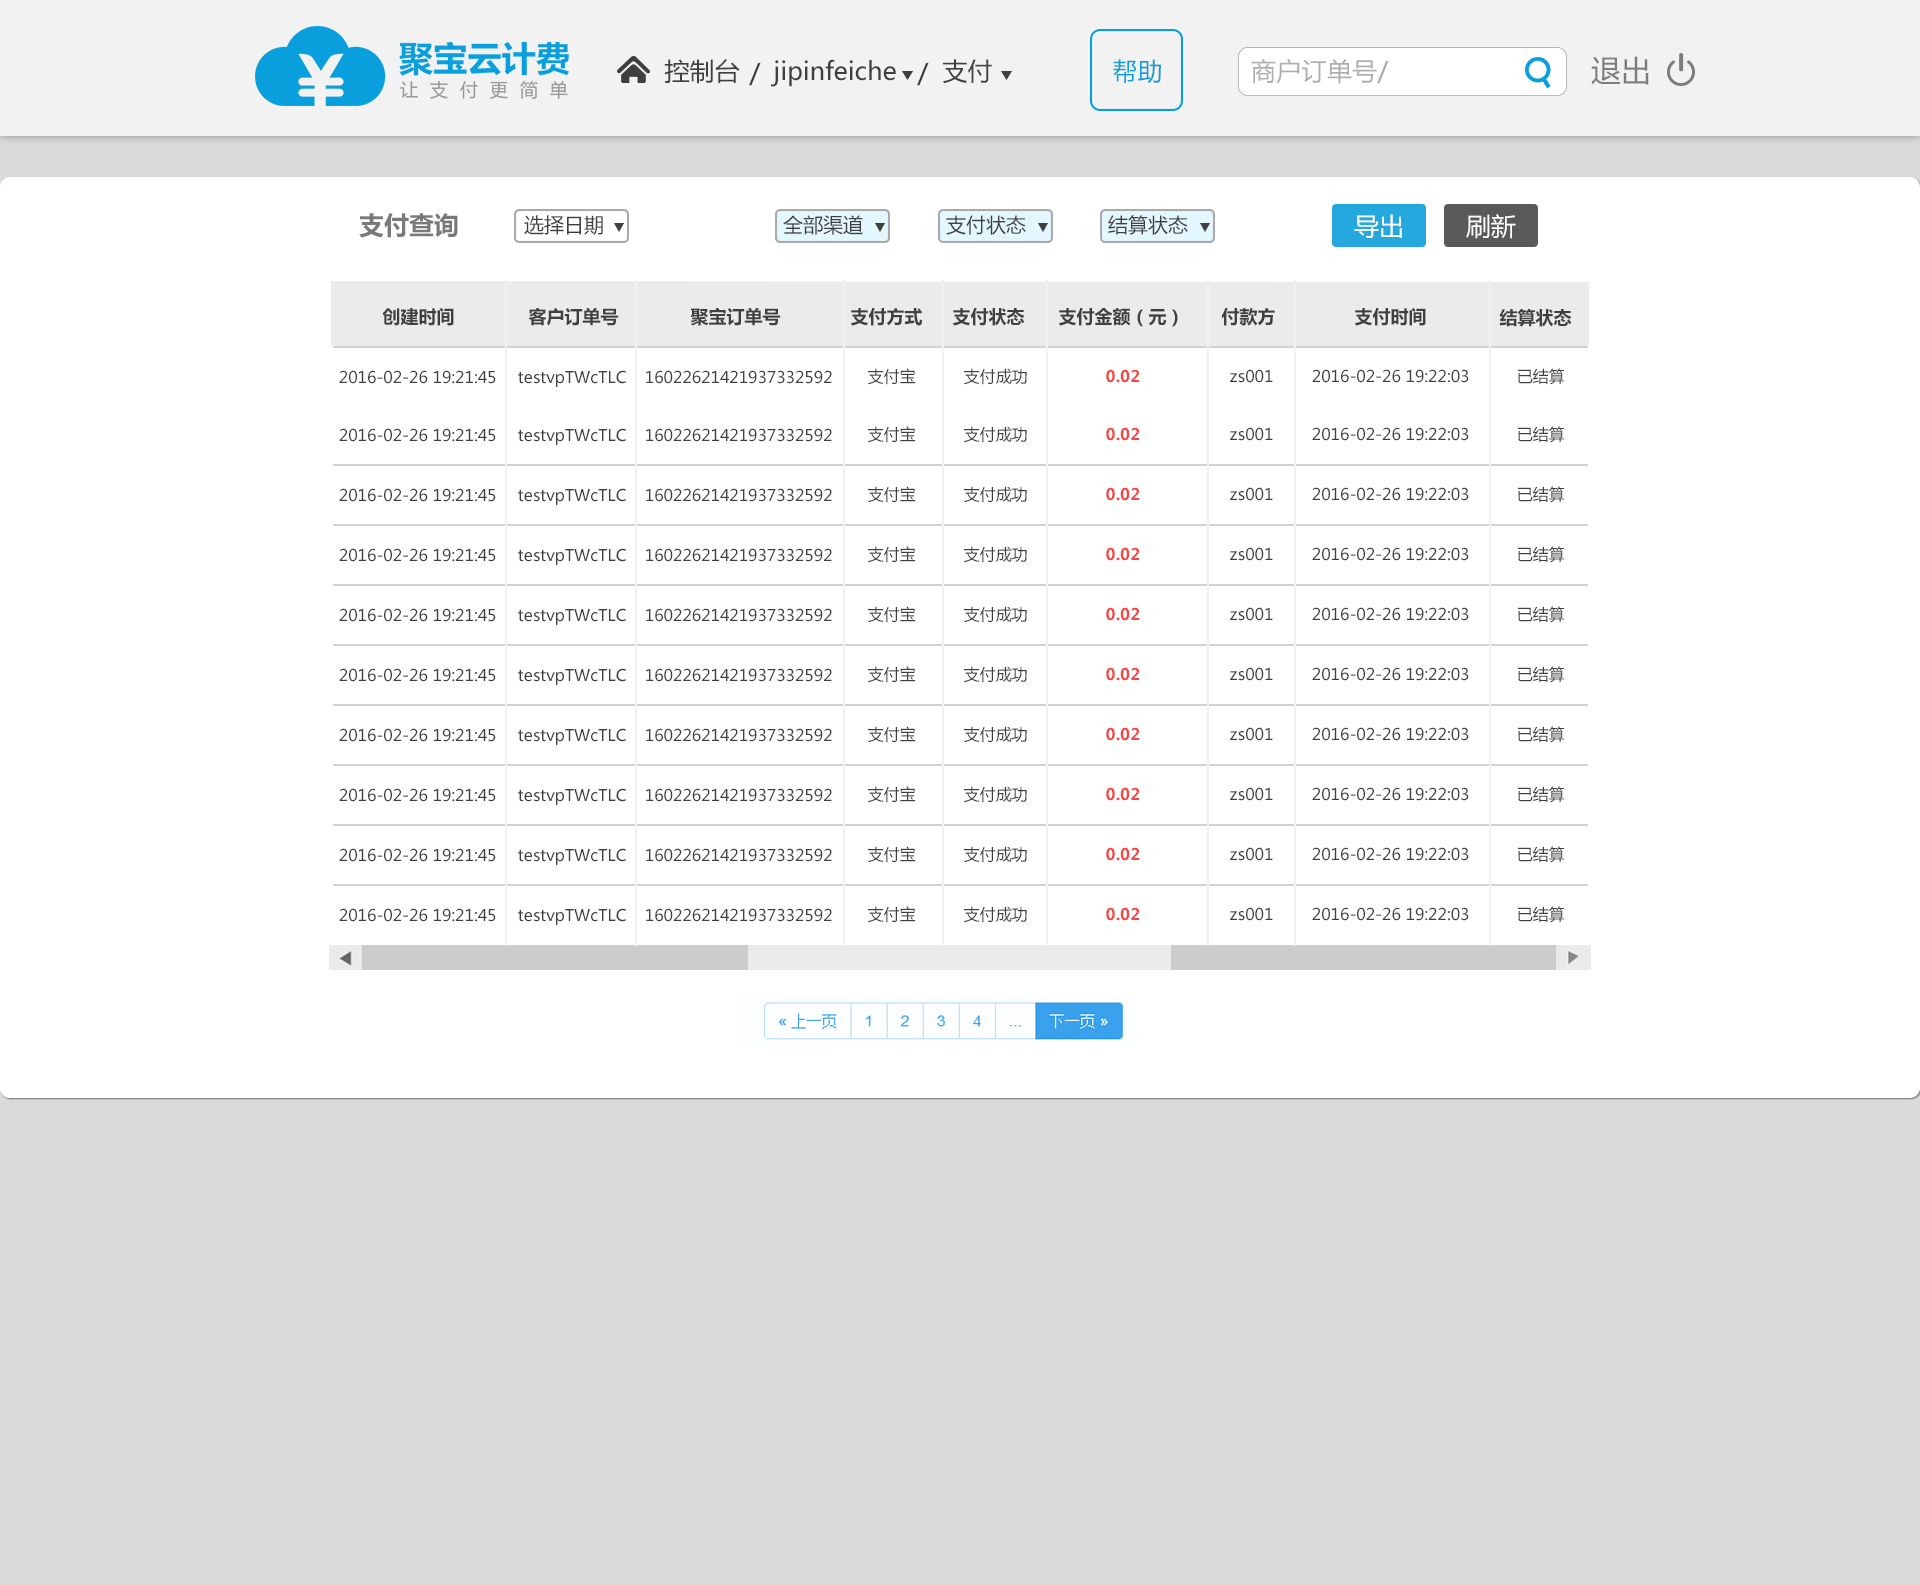 聚宝云计费
让支付更简单
控制台 / jipinfeiche ▾ / 支付 ▾
帮助
商户订单号/
退出
支付查询 选择日期 ▾ 全部渠道 ▾ 支付状态 ▾ 结算状态 ▾ 导出 刷新
创建时间 客户订单号 聚宝订单号 支付方式 支付状态 支付金额（元） 付款方 支付时间 结算状态
2016-02-26 19:21:45 testvpTWcTLC 16022621421937332592 支付宝 支付成功 0.02 zs001 2016-02-26 19:22:03 已结算
2016-02-26 19:21:45 testvpTWcTLC 16022621421937332592 支付宝 支付成功 0.02 zs001 2016-02-26 19:22:03 已结算
2016-02-26 19:21:45 testvpTWcTLC 16022621421937332592 支付宝 支付成功 0.02 zs001 2016-02-26 19:22:03 已结算
2016-02-26 19:21:45 testvpTWcTLC 16022621421937332592 支付宝 支付成功 0.02 zs001 2016-02-26 19:22:03 已结算
2016-02-26 19:21:45 testvpTWcTLC 16022621421937332592 支付宝 支付成功 0.02 zs001 2016-02-26 19:22:03 已结算
2016-02-26 19:21:45 testvpTWcTLC 16022621421937332592 支付宝 支付成功 0.02 zs001 2016-02-26 19:22:03 已结算
2016-02-26 19:21:45 testvpTWcTLC 16022621421937332592 支付宝 支付成功 0.02 zs001 2016-02-26 19:22:03 已结算
2016-02-26 19:21:45 testvpTWcTLC 16022621421937332592 支付宝 支付成功 0.02 zs001 2016-02-26 19:22:03 已结算
2016-02-26 19:21:45 testvpTWcTLC 16022621421937332592 支付宝 支付成功 0.02 zs001 2016-02-26 19:22:03 已结算
2016-02-26 19:21:45 testvpTWcTLC 16022621421937332592 支付宝 支付成功 0.02 zs001 2016-02-26 19:22:03 已结算
« 上一页 1 2 3 4 ... 下一页 »